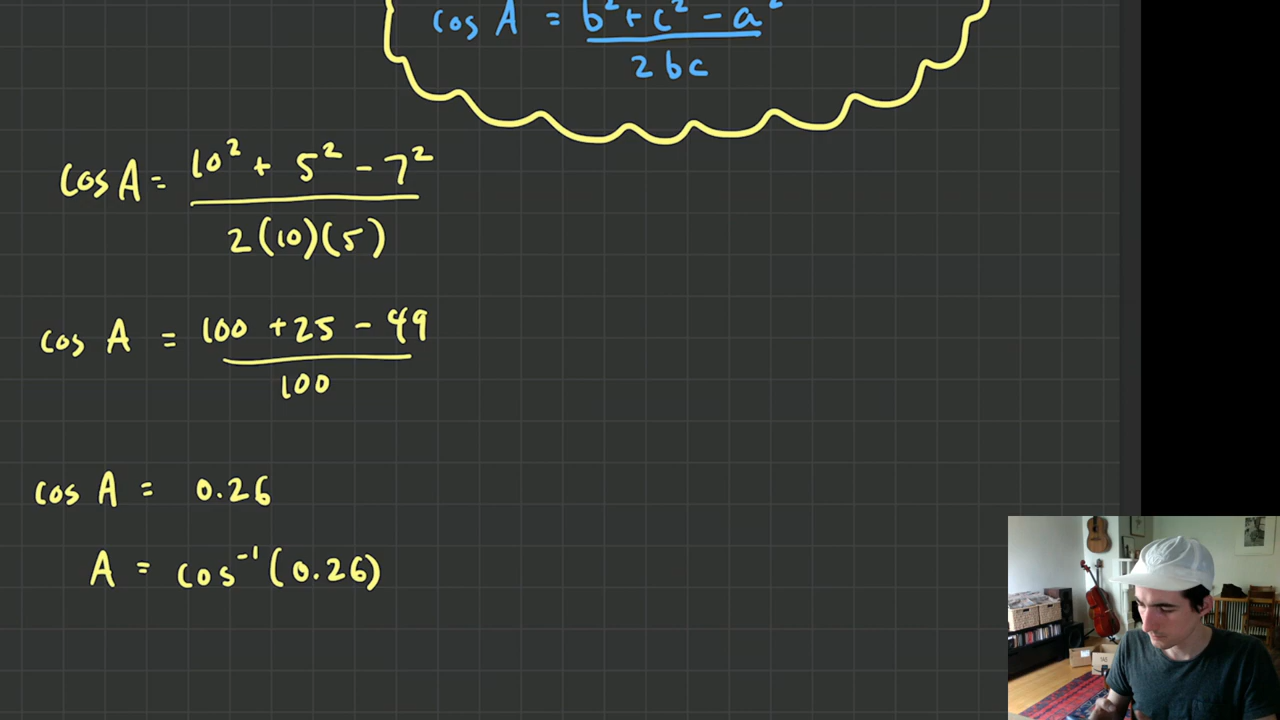 cos A = b² + c² - a²
2bc
cos A = 10² + 5² - 7²
2(10)(5)
cos A = 100 + 25 - 49
100
cos A = 0.26
A = cos⁻¹(0.26)